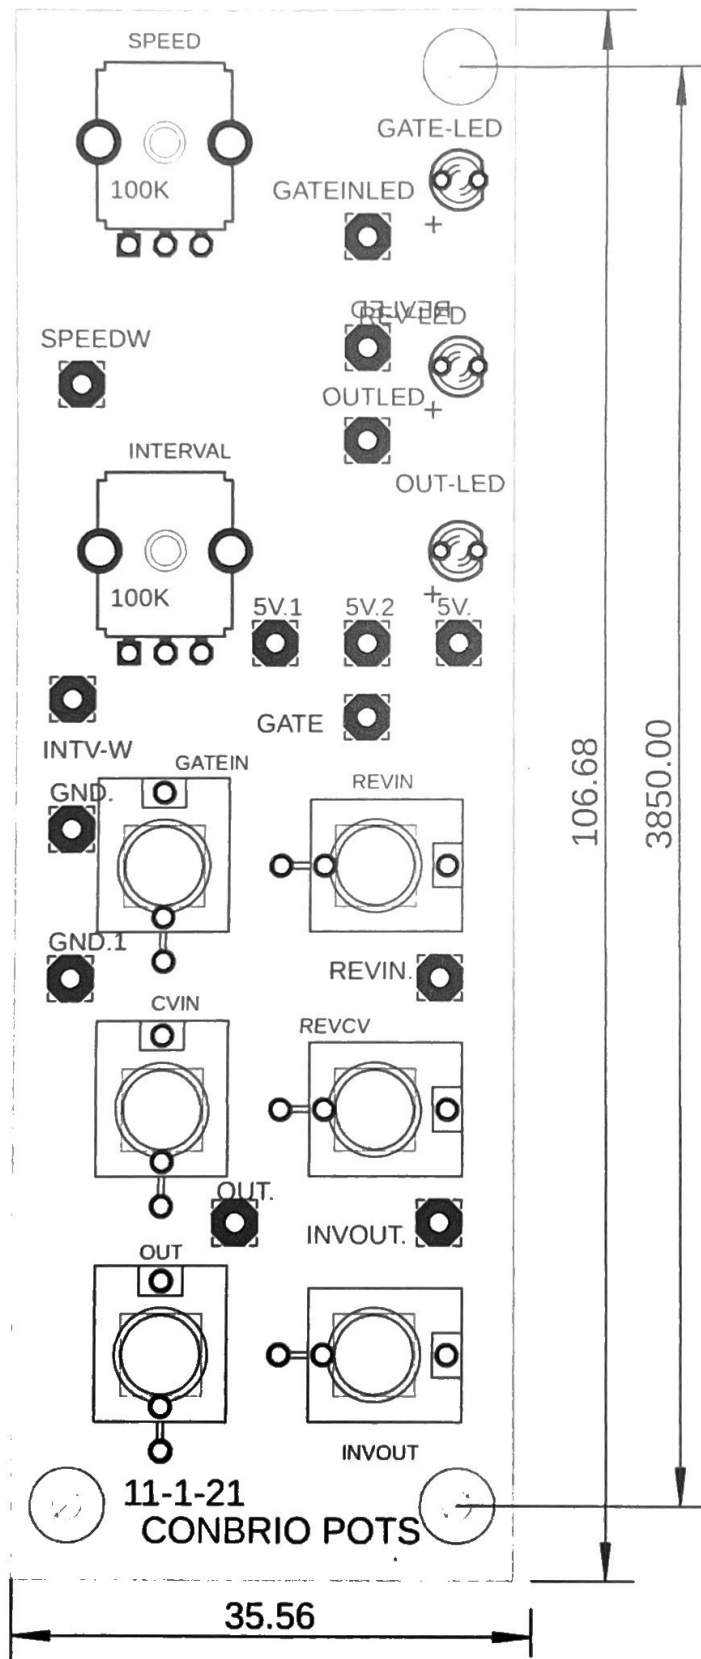 SPEED
GATE-LED
100K
GATEINLED
+
REVLED
REV-LED
SPEEDW
OUTLED
+
INTERVAL
OUT-LED
100K
+
5V.1
5V.2
5V.
GATE
INTV-W
GATEIN
REVIN
GND.
106.68
3850.00
GND.1
REVIN.
CVIN
REVCV
OUT.
INVOUT.
OUT
INVOUT
11-1-21
CONBRIO POTS
35.56